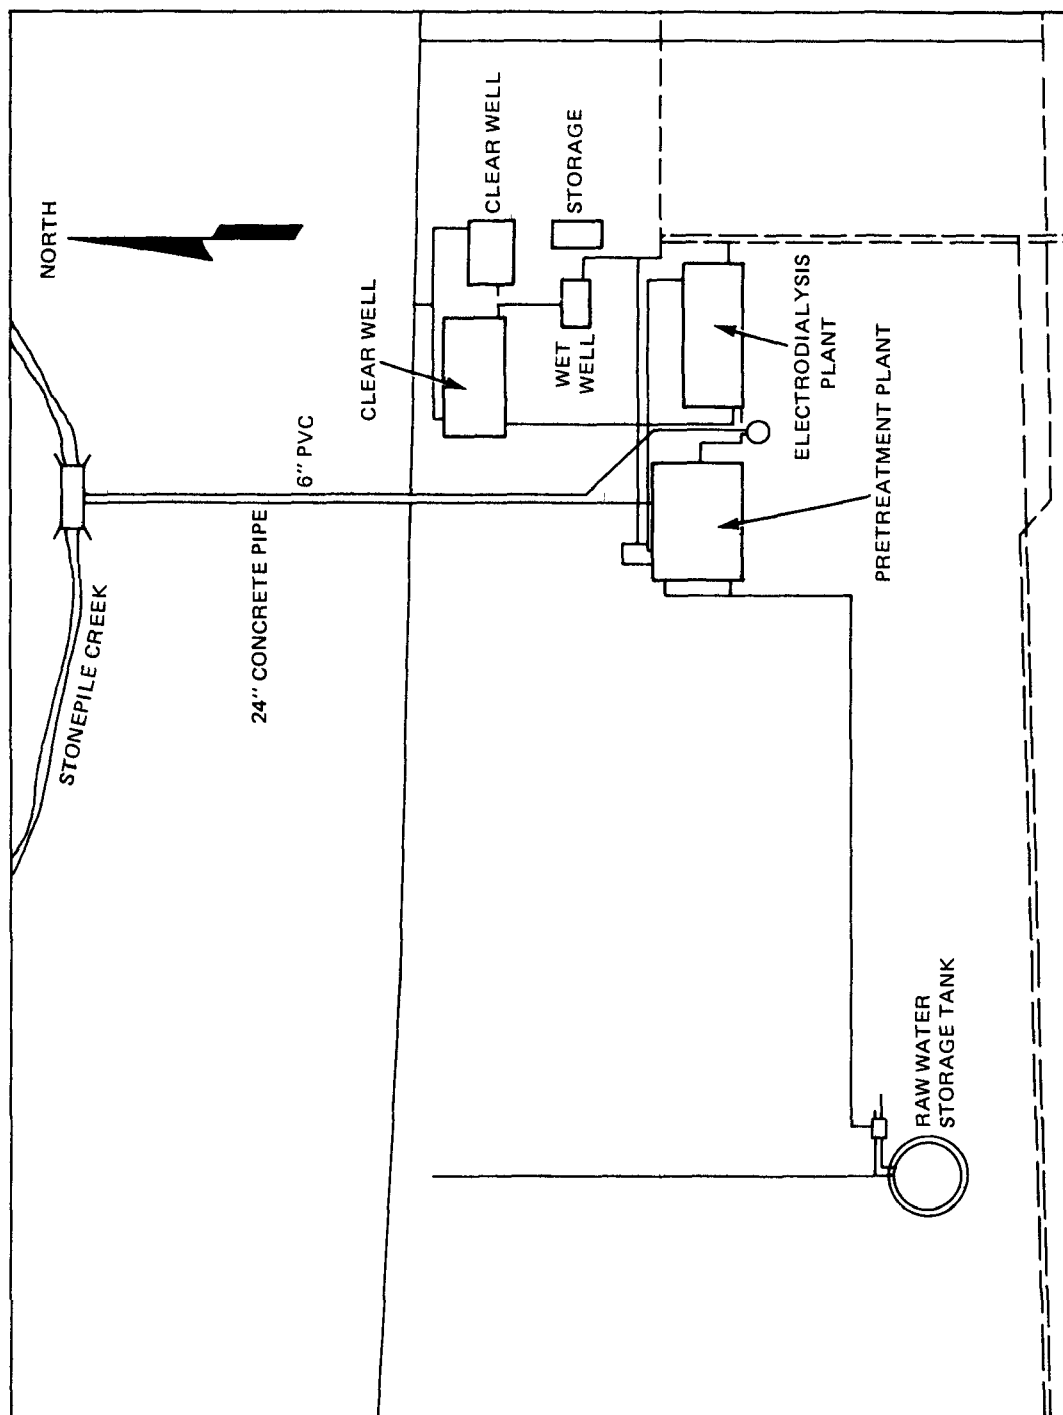 NORTH
STONEPILE CREEK
24" CONCRETE PIPE
6" PVC
CLEAR WELL
CLEAR WELL
WET
WELL
STORAGE
ELECTRODIALYSIS
PLANT
PRETREATMENT PLANT
RAW WATER
STORAGE TANK